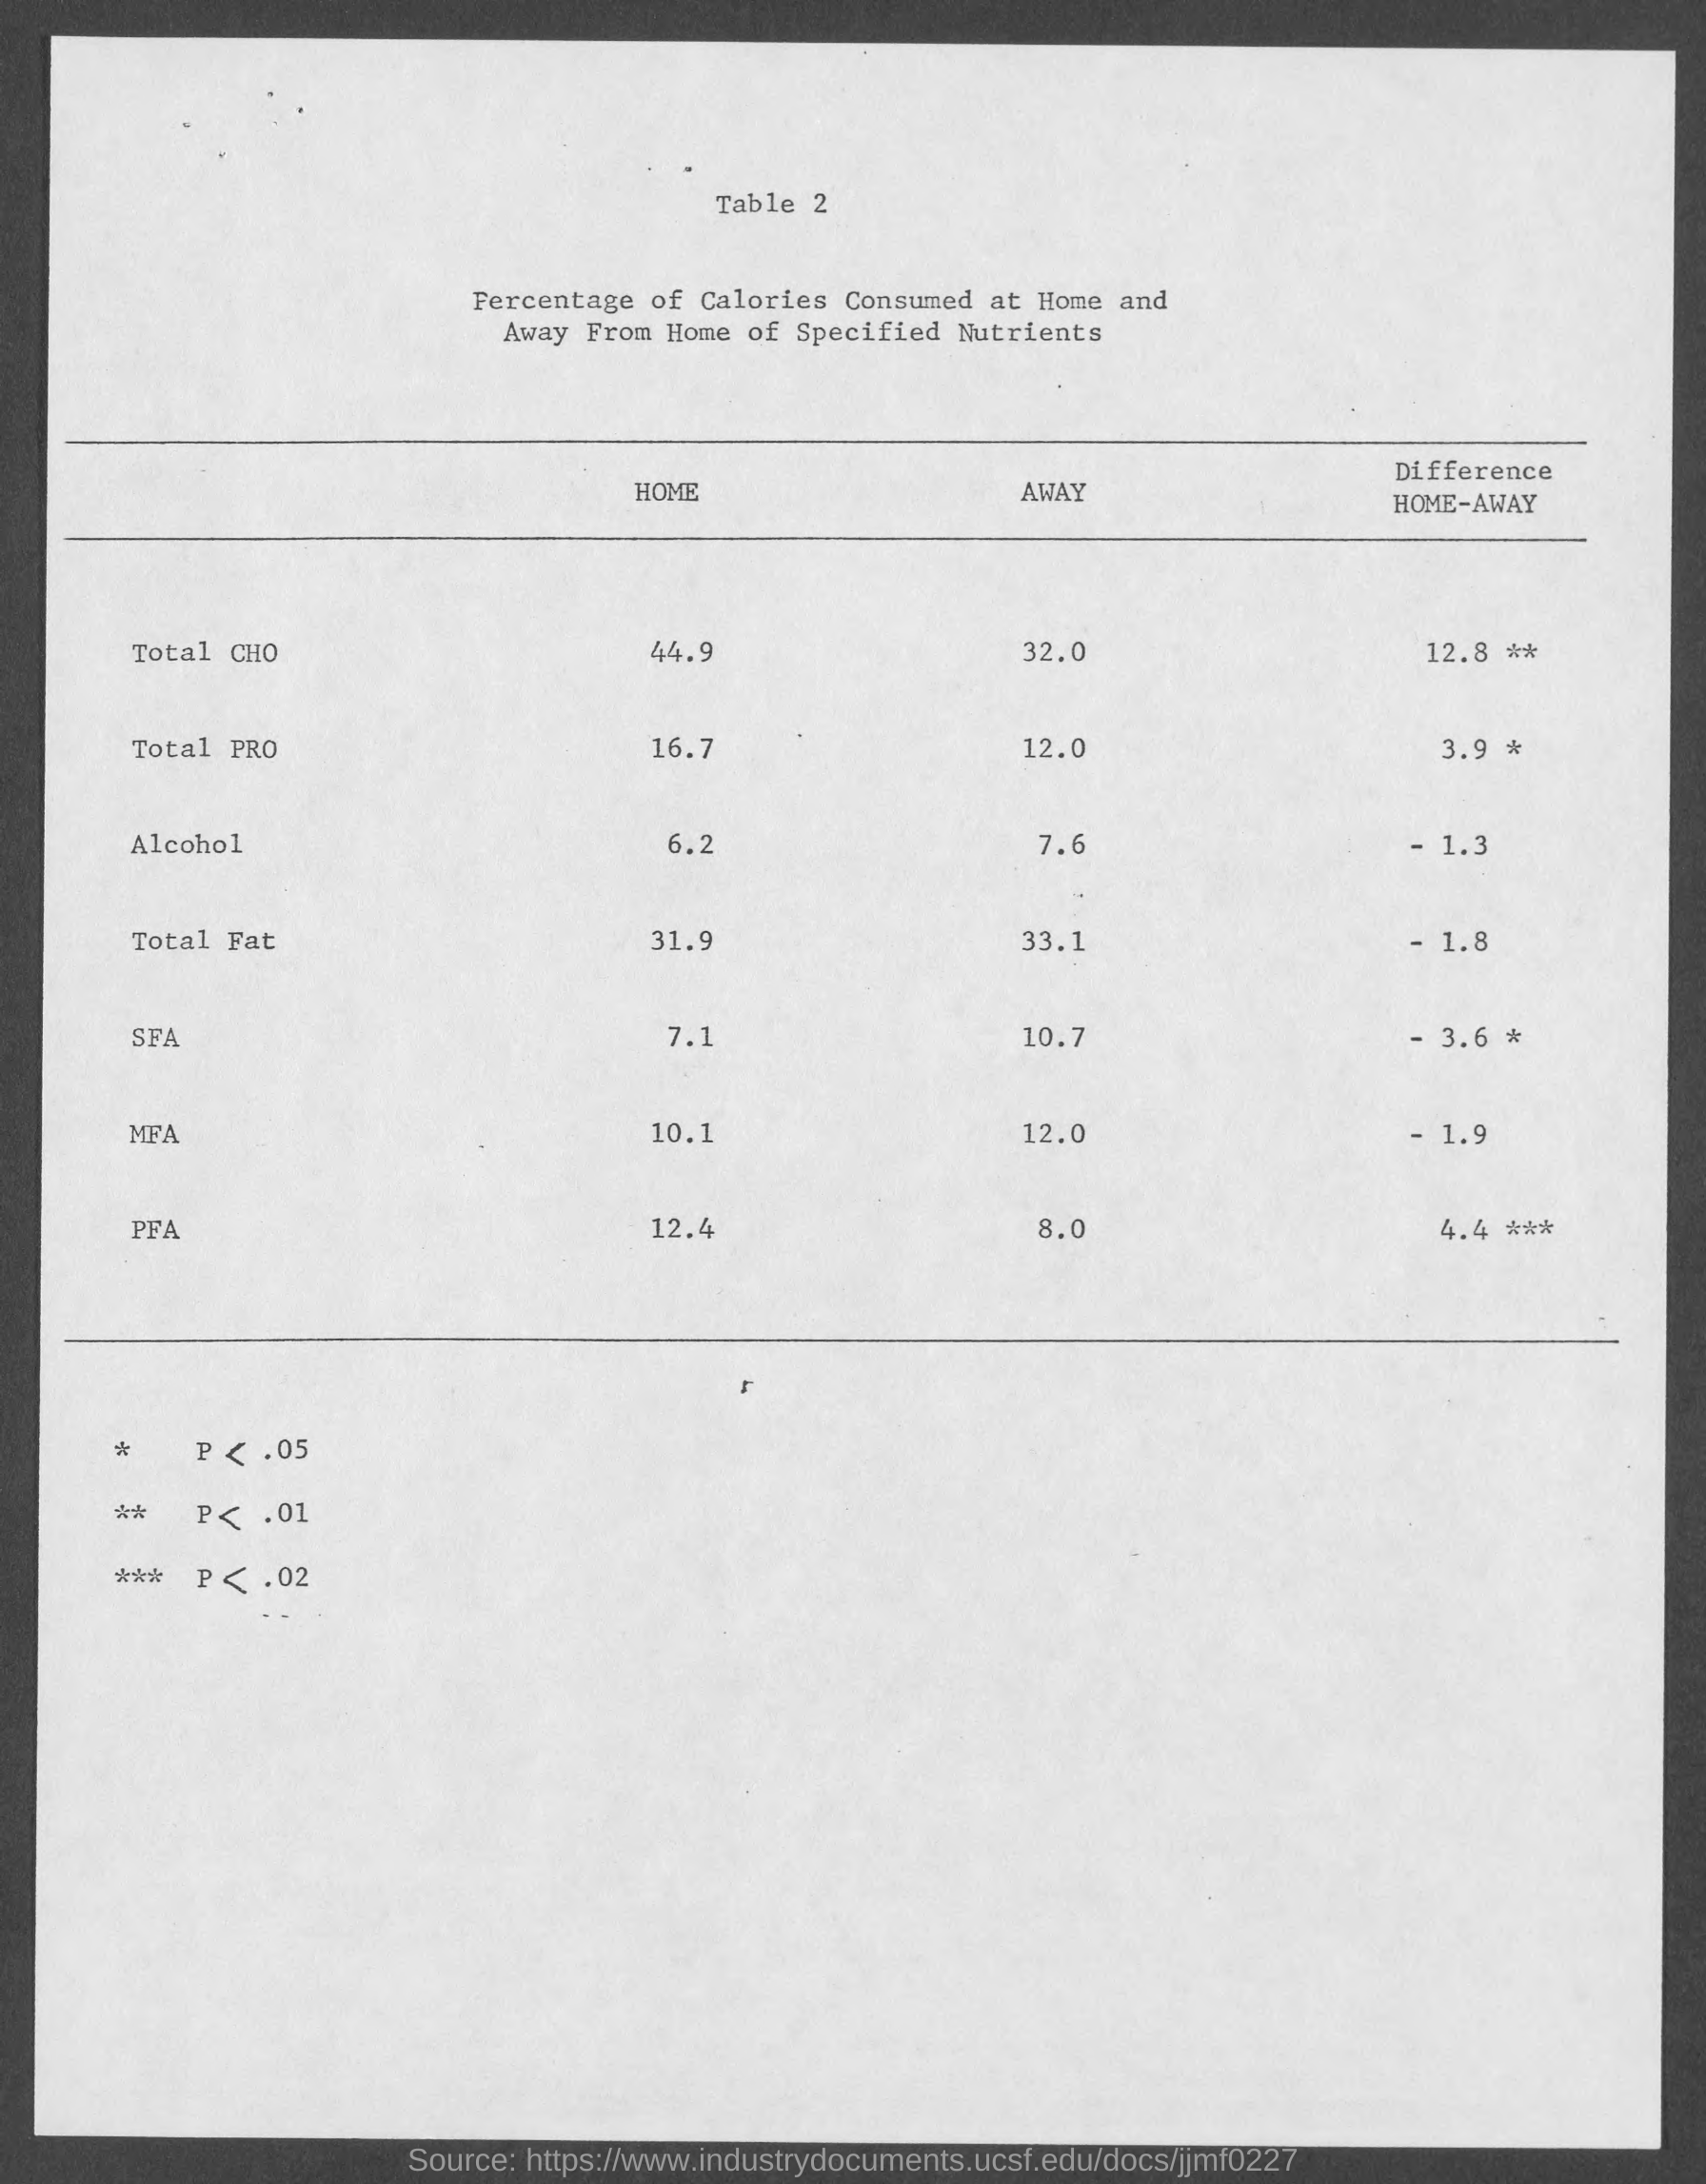 Table 2
Percentage of Calories Consumed at Home and
Away From Home of Specified Nutrients
HOME AWAY Difference HOME-AWAY
Total CHO 44.9 32.0 12.8 **
Total PRO 16.7 12.0 3.9 *
Alcohol 6.2 7.6 - 1.3
Total Fat 31.9 33.1 - 1.8
SFA 7.1 10.7 - 3.6 *
MFA 10.1 12.0 - 1.9
PFA 12.4 8.0 4.4 ***
* P < .05
** P < .01
*** P < .02
Source: https://www.industrydocuments.ucsf.edu/docs/jjmf0227